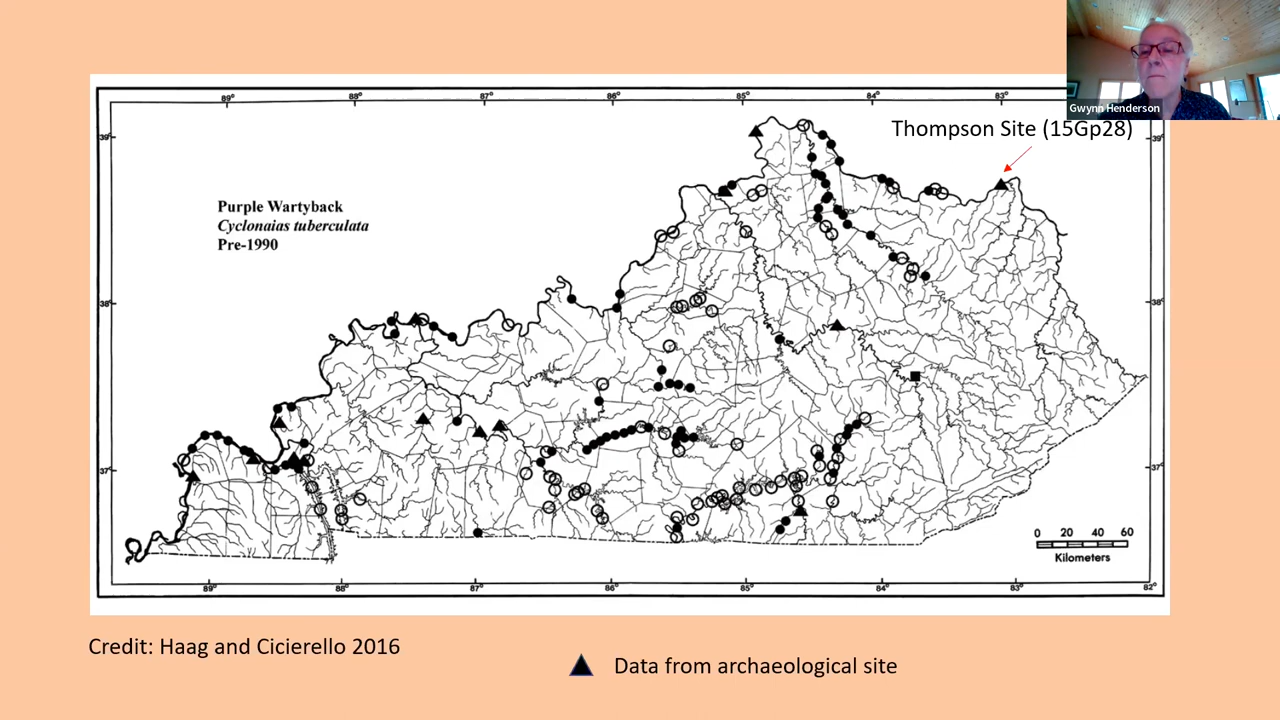 Gwynn Henderson
Thompson Site (15Gp28)
89° 88° 87° 86° 85° 84° 83°
39° 39°
Purple Wartyback
Cyclonaias tuberculata
Pre-1990
38° 38°
37° 37°
0 20 40 60
Kilometers
89° 88° 87° 86° 85° 84° 83° 82°
Credit: Haag and Cicierello 2016
Data from archaeological site